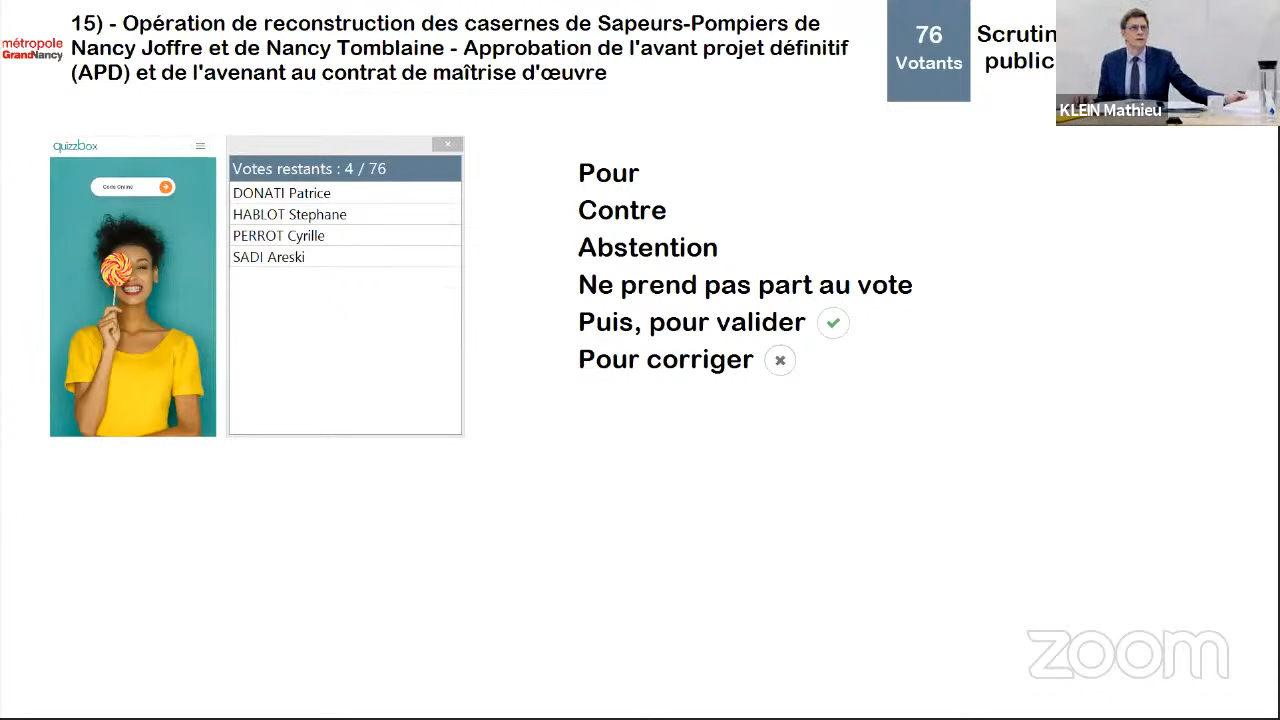 15) - Opération de reconstruction des casernes de Sapeurs-Pompiers de
Nancy Joffre et de Nancy Tomblaine - Approbation de l'avant projet définitif
(APD) et de l'avenant au contrat de maîtrise d'œuvre
métropole
GrandNancy
76
Votants
Scrutin
public
KLEIN Mathieu
quizzbox
Code Online
Votes restants : 4 / 76
DONATI Patrice
HABLOT Stephane
PERROT Cyrille
SADI Areski
Pour
Contre
Abstention
Ne prend pas part au vote
Puis, pour valider
Pour corriger
zoom